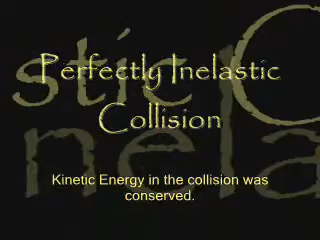 Perfectly Inelastic
Collision
Kinetic Energy in the collision was
conserved.